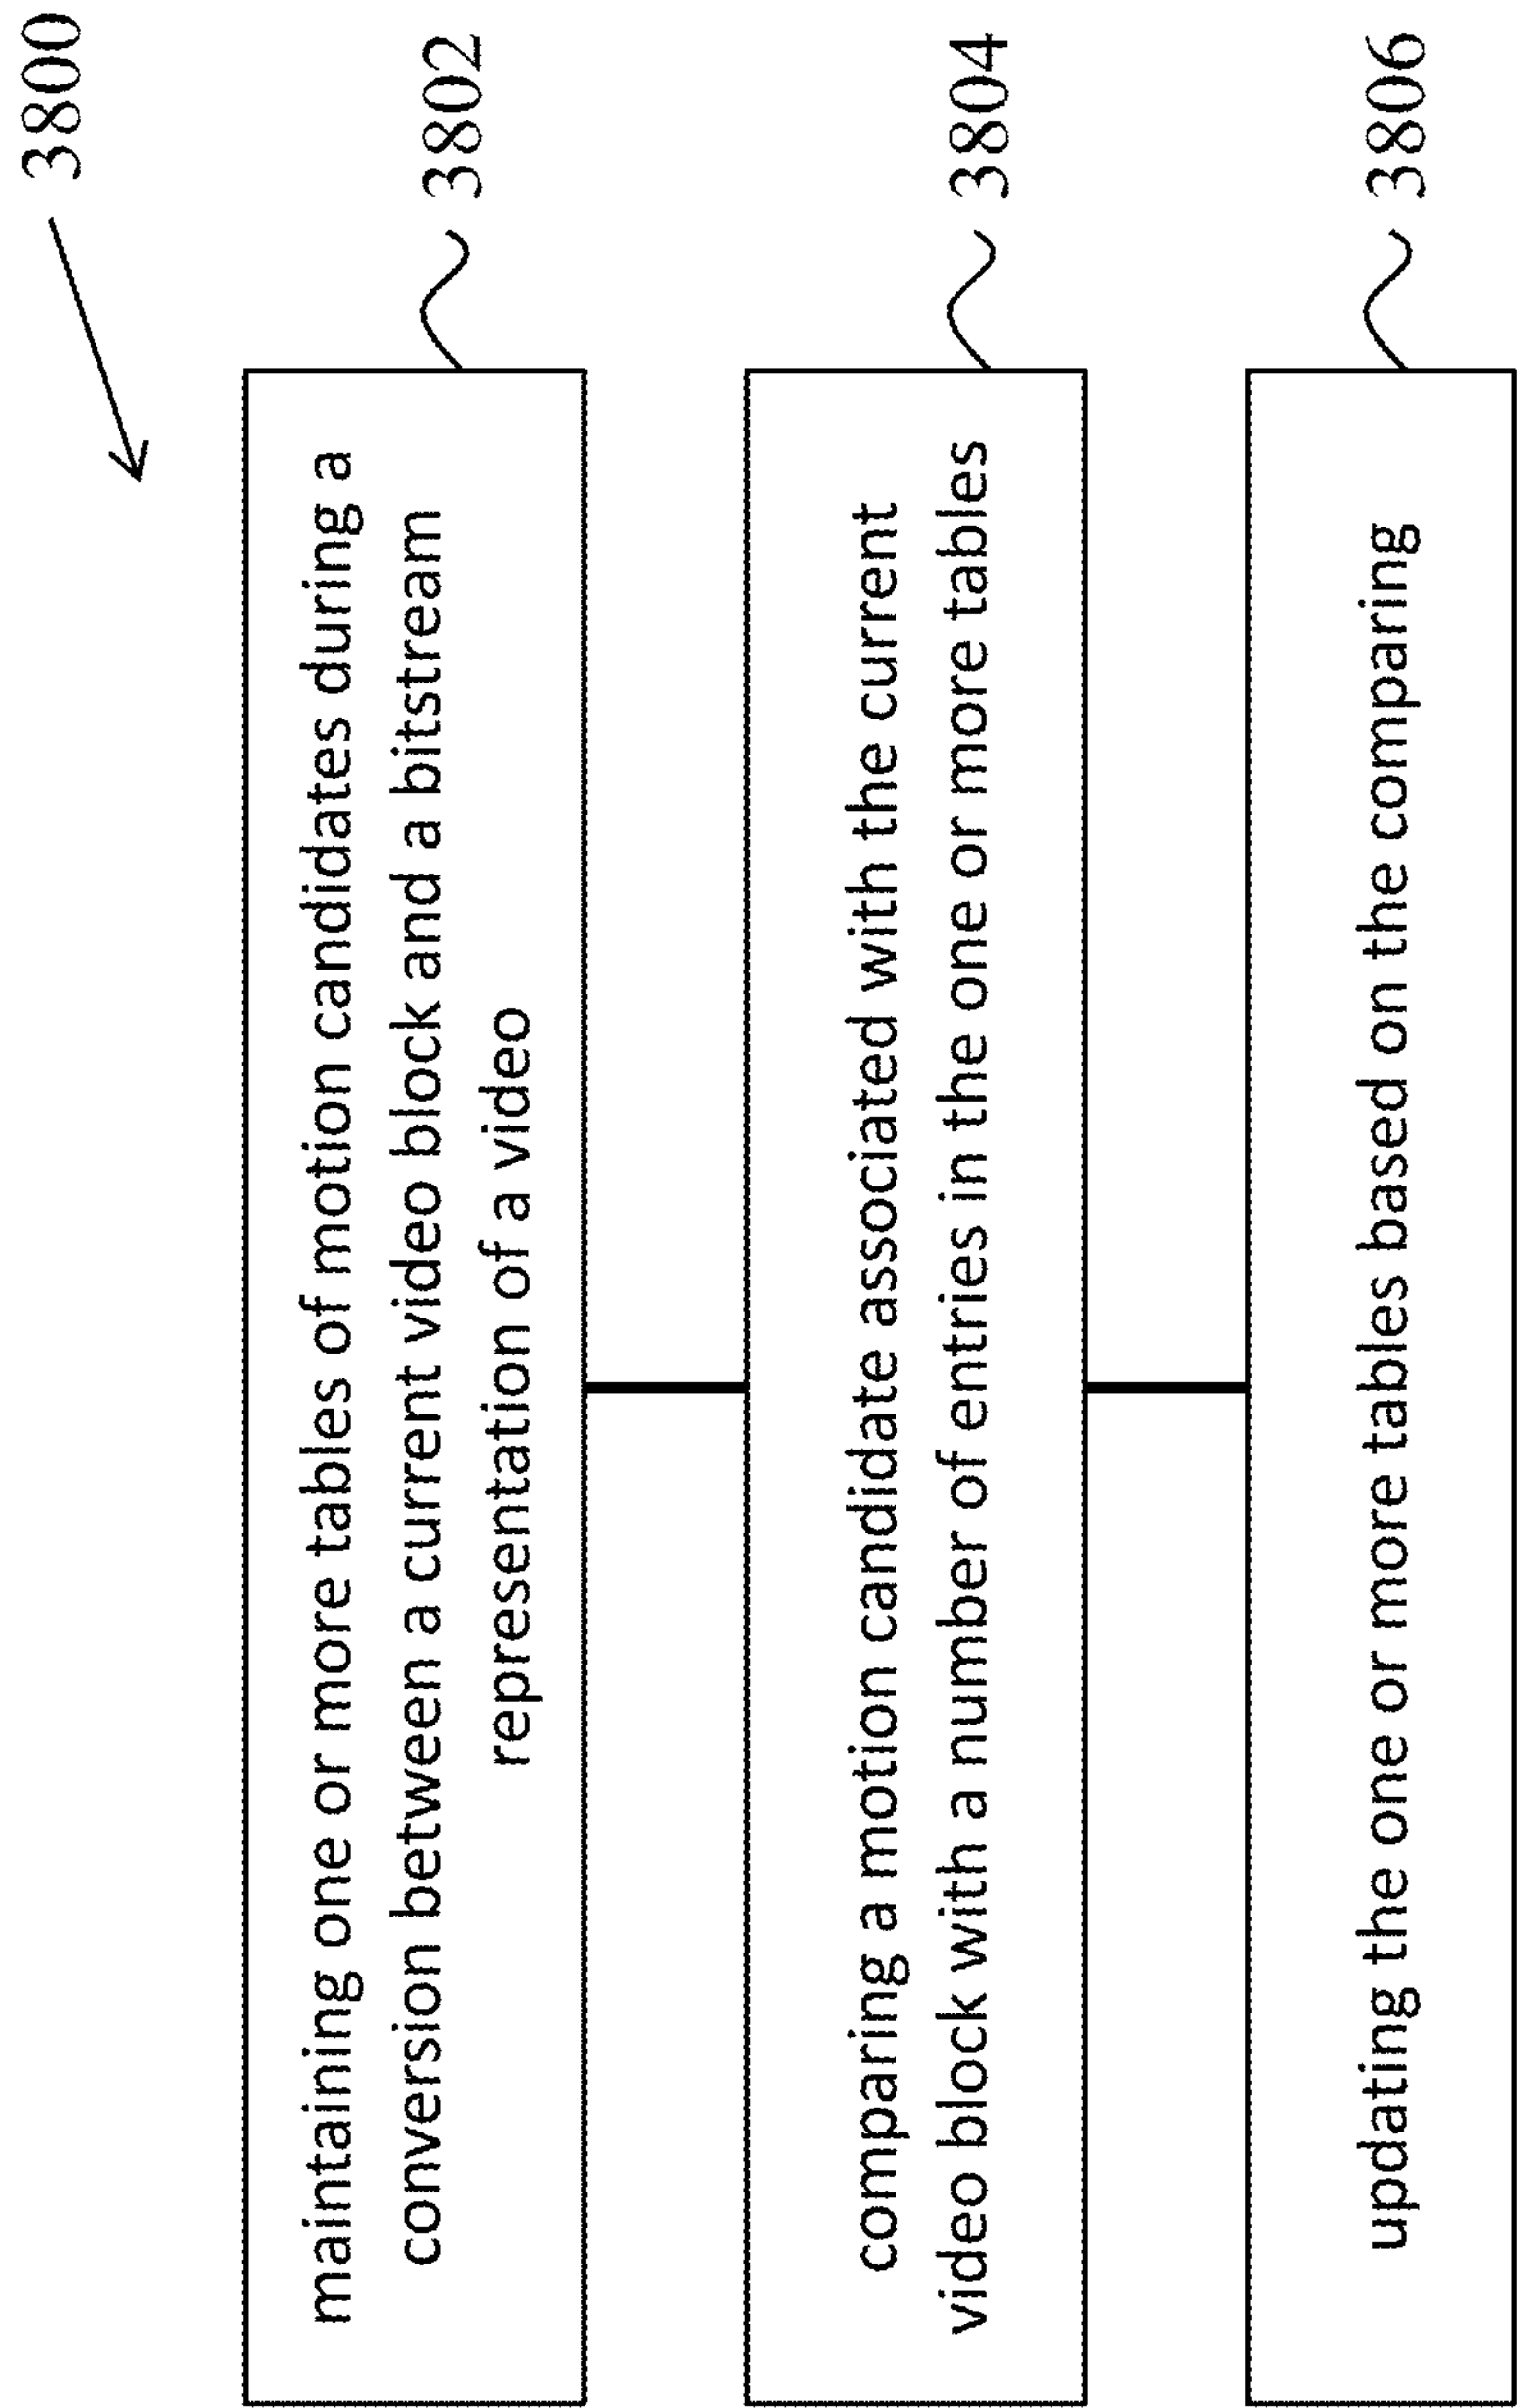 3800
maintaining one or more tables of motion candidates during a
conversion between a current video block and a bitstream
representation of a video
3802
comparing a motion candidate associated with the current
video block with a number of entries in the one or more tables
3804
updating the one or more tables based on the comparing
3806